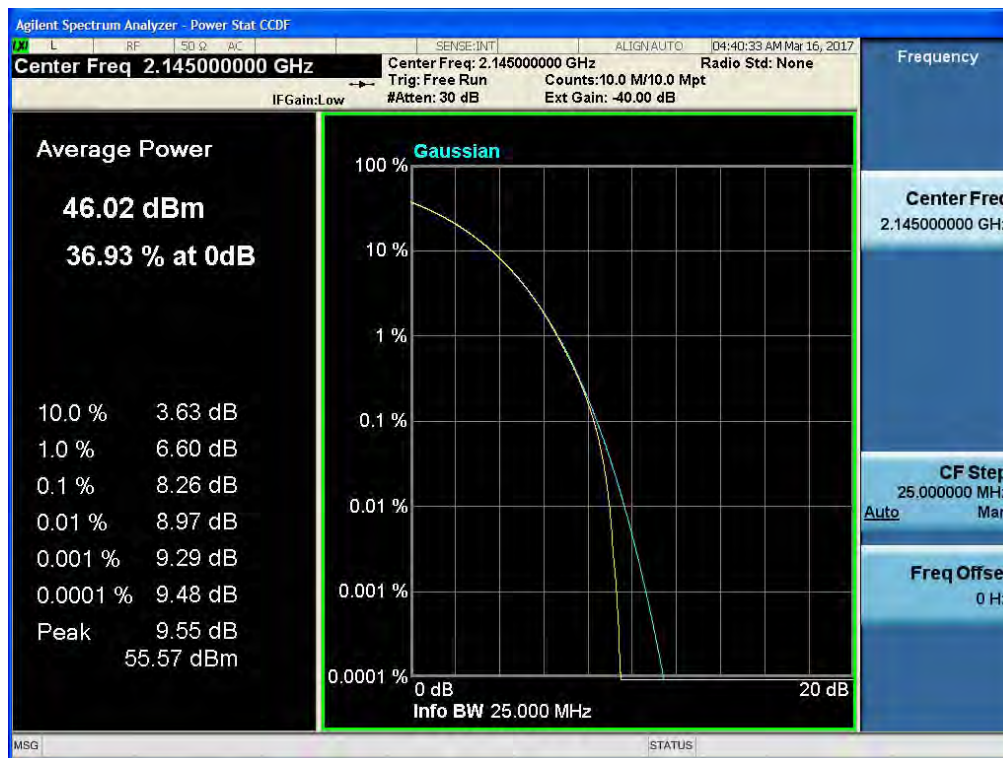 Agilent Spectrum Analyzer - Power Stat CCDF
LXI L RF 50 Ω AC SENSE:INT ALIGNAUTO 04:40:33 AM Mar 16, 2017
Center Freq 2.145000000 GHz
Center Freq: 2.145000000 GHz Radio Std: None
Trig: Free Run Counts:10.0 M/10.0 Mpt
IFGain:Low #Atten: 30 dB Ext Gain: -40.00 dB
Average Power
46.02 dBm
36.93 % at 0dB
10.0 % 3.63 dB
1.0 % 6.60 dB
0.1 % 8.26 dB
0.01 % 8.97 dB
0.001 % 9.29 dB
0.0001 % 9.48 dB
Peak 9.55 dB
55.57 dBm
Gaussian
100 %
10 %
1 %
0.1 %
0.01 %
0.001 %
0.0001 %
0 dB 20 dB
Info BW 25.000 MHz
Frequency
Center Freq
2.145000000 GHz
CF Step
25.000000 MHz
Auto Man
Freq Offset
0 Hz
MSG STATUS